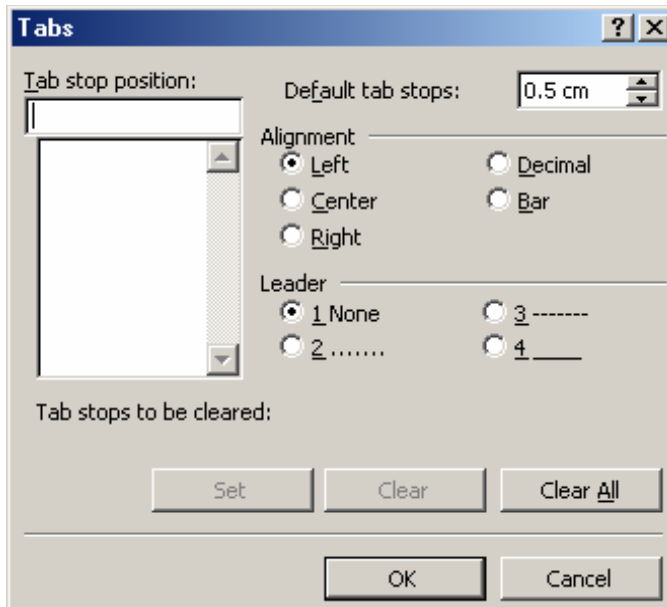 Tabs
Tab stop position:
Default tab stops: 0.5 cm
Alignment
Left Decimal
Center Bar
Right
Leader
1 None 3 -------
2 ....... 4 ____
Tab stops to be cleared:
Set Clear Clear All
OK Cancel